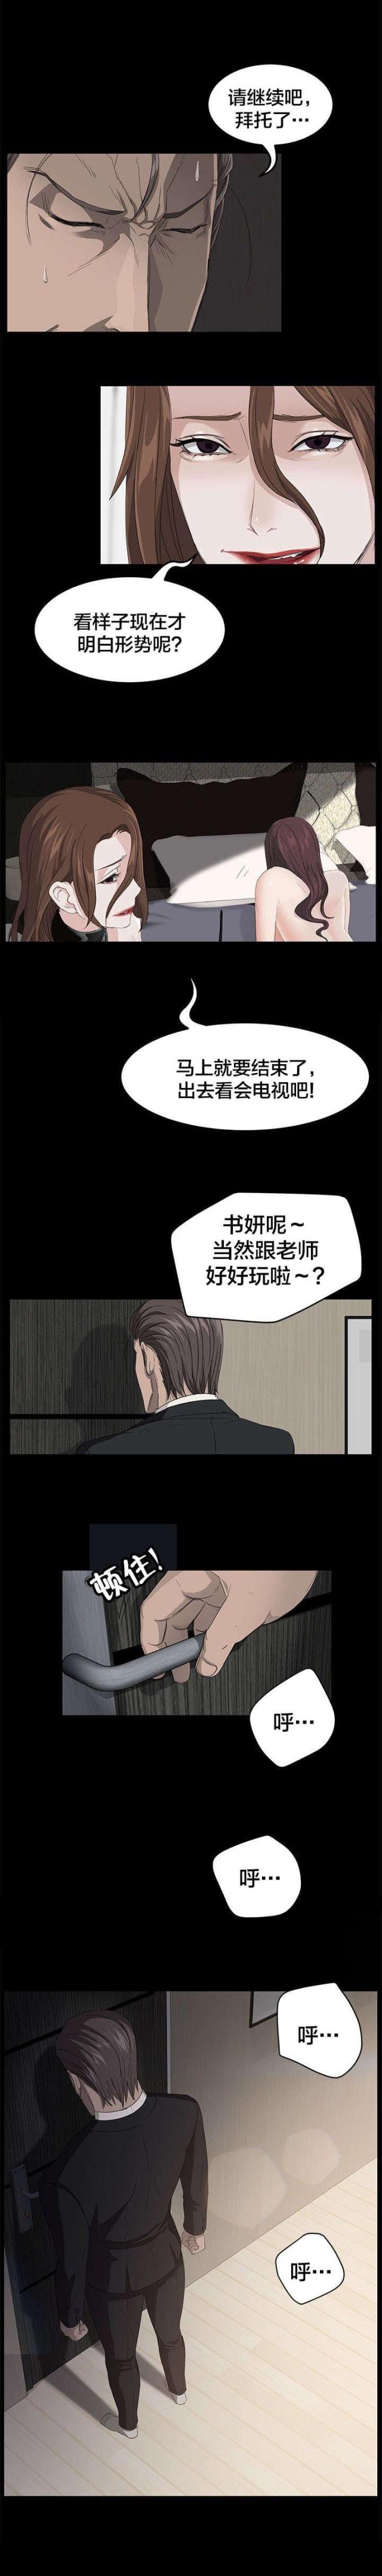 请继续吧，
拜托了…
看样子现在才
明白形势呢?
马上就要结束了，
出去看会电视吧!
书妍呢～
当然跟老师
好好玩啦～?
顿住!
呼…
呼…
呼…
呼…